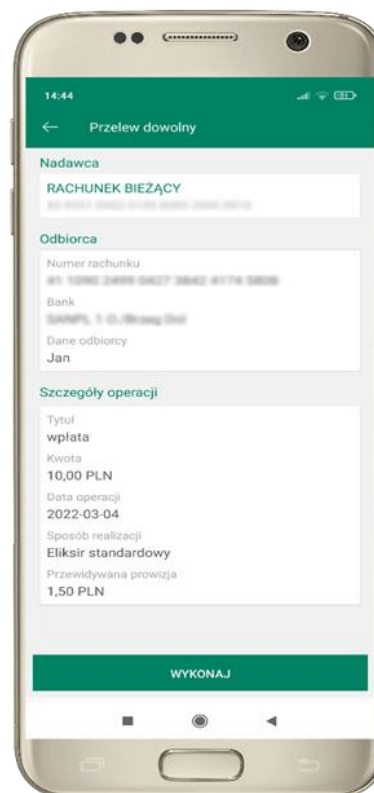 14:44
Przelew dowolny
Nadawca
RACHUNEK BIEŻĄCY
Odbiorca
Numer rachunku
Bank
Dane odbiorcy
Jan
Szczegóły operacji
Tytuł
wpłata
Kwota
10,00 PLN
Data operacji
2022-03-04
Sposób realizacji
Eliksir standardowy
Przewidywana prowizja
1,50 PLN
WYKONAJ